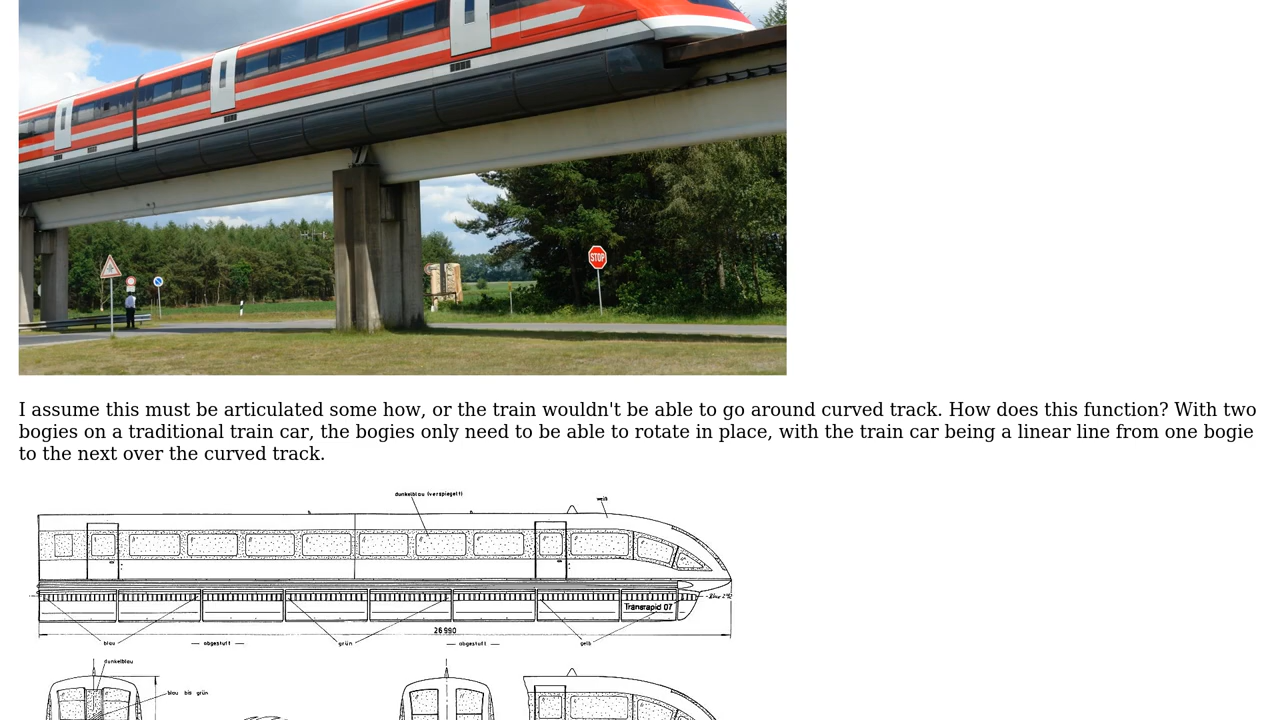 STOP
I assume this must be articulated some how, or the train wouldn't be able to go around curved track. How does this function? With two
bogies on a traditional train car, the bogies only need to be able to rotate in place, with the train car being a linear line from one bogie
to the next over the curved track.
dunkelblau (verspiegelt)
weiß
Transrapid 07
26 990
blau
abgestuft
grün
abgestuft
gelb
dunkelblau
blau bis grün